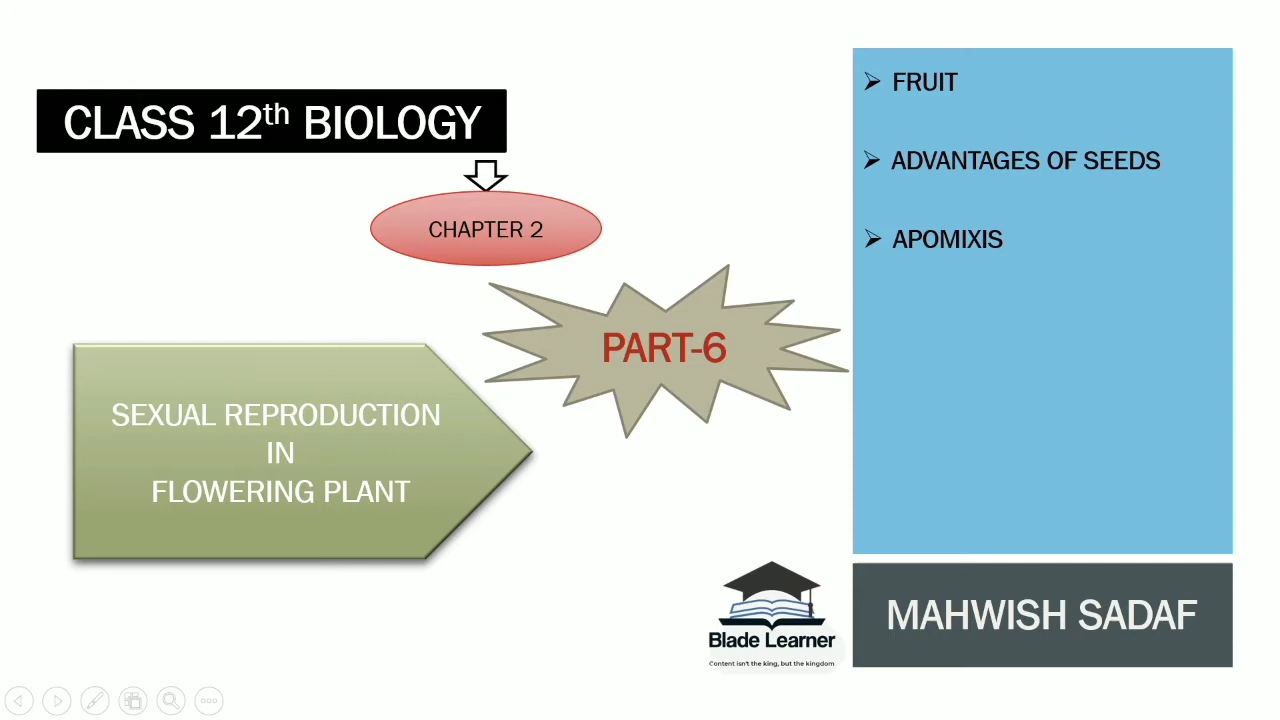 CLASS 12th BIOLOGY
CHAPTER 2
PART-6
SEXUAL REPRODUCTION
IN
FLOWERING PLANT
FRUIT
ADVANTAGES OF SEEDS
APOMIXIS
Blade Learner
Content isn't the king, but the kingdom
MAHWISH SADAF